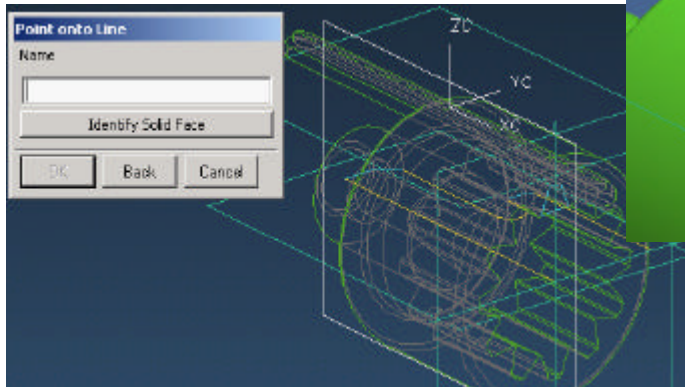 Point onto Line
Name
Identify Solid Face
OK
Back
Cancel
ZC
YC
XC